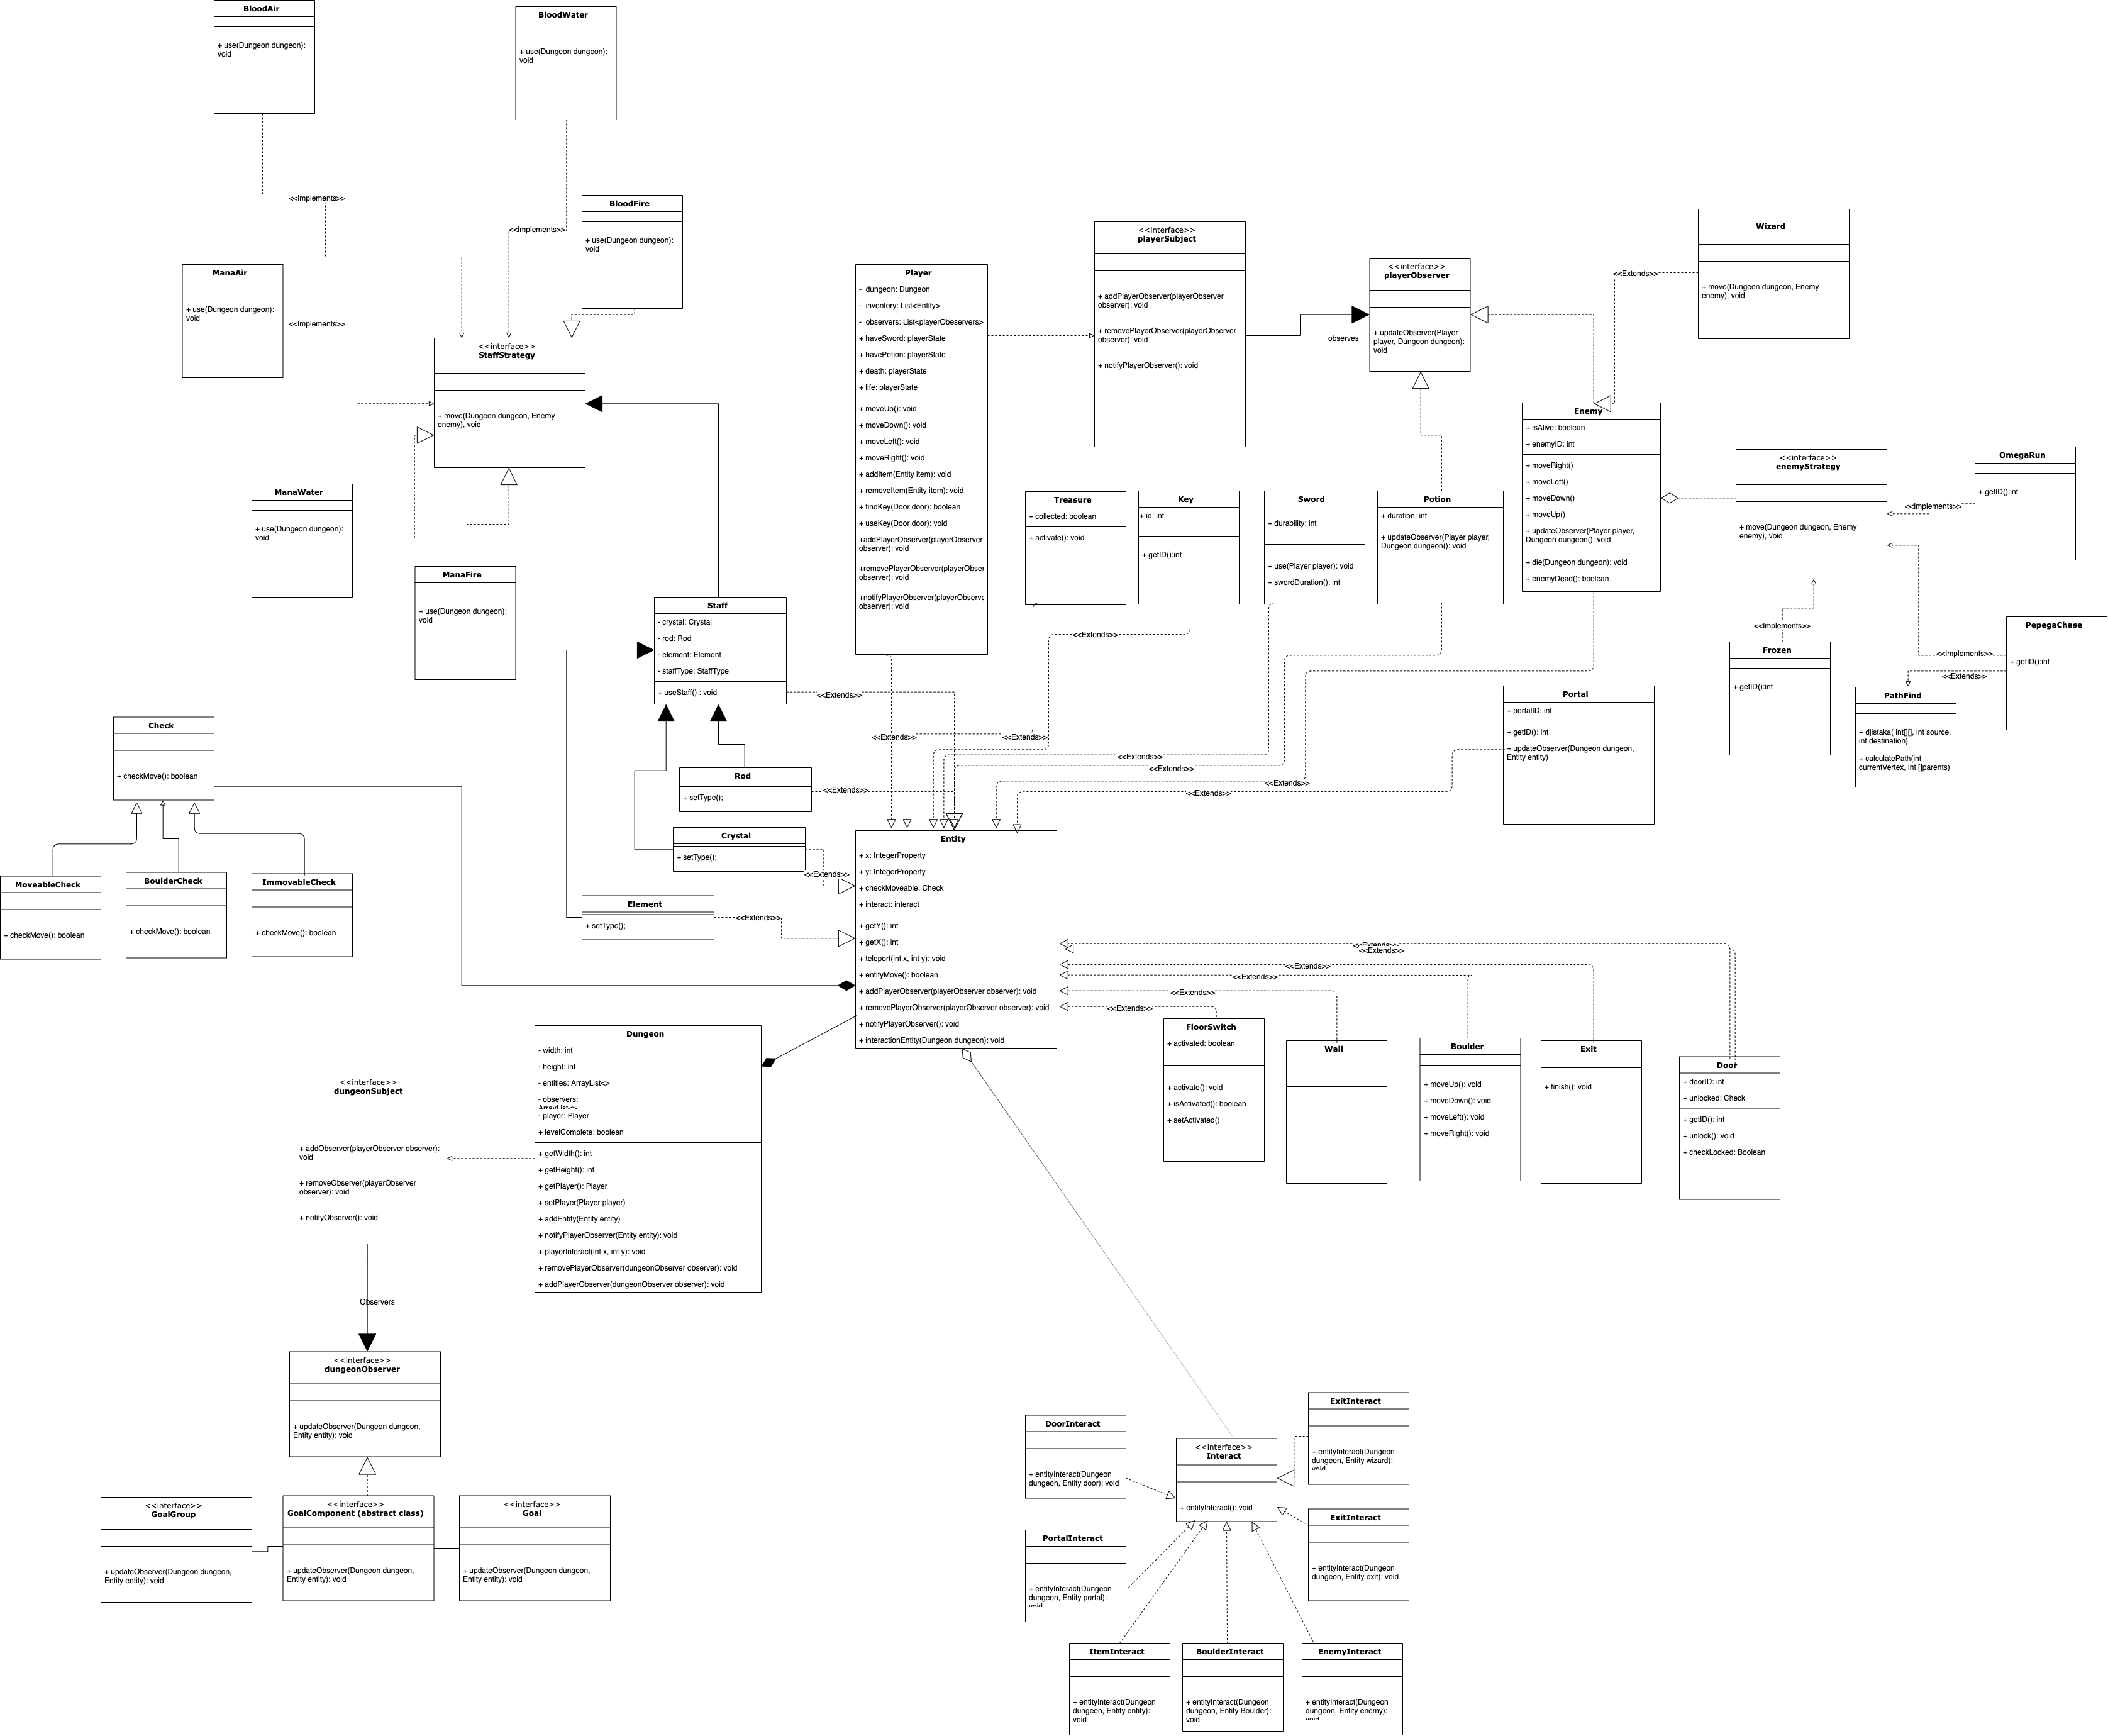 BloodAir
+ use(Dungeon dungeon):
void
BloodWater
+ use(Dungeon dungeon):
void
<<Implements>>
<<Implements>>
BloodFire
+ use(Dungeon dungeon):
void
ManaAir
+ use(Dungeon dungeon):
void
<<Implements>>
<<interface>>
StaffStrategy
+ move(Dungeon dungeon, Enemy
enemy), void
ManaWater
+ use(Dungeon dungeon):
void
ManaFire
+ use(Dungeon dungeon):
void
Player
- dungeon: Dungeon
- inventory: List<Entity>
- observers: List<playerObeservers>
+ haveSword: playerState
+ havePotion: playerState
+ death: playerState
+ life: playerState
+ moveUp(): void
+ moveDown(): void
+ moveLeft(): void
+ moveRight(): void
+ addItem(Entity item): void
+ removeItem(Entity item): void
+ findKey(Door door): boolean
+ useKey(Door door): void
+addPlayerObserver(playerObserver
observer): void
+removePlayerObserver(playerObser
observer): void
+notifyPlayerObserver(playerObserve
observer): void
<<interface>>
playerSubject
+ addPlayerObserver(playerObserver
observer): void
+ removePlayerObserver(playerObserver
observer): void
+ notifyPlayerObserver(): void
observes
<<interface>>
playerObserver
+ updateObserver(Player
player, Dungeon dungeon):
void
Wizard
+ move(Dungeon dungeon, Enemy
enemy), void
<<Extends>>
Enemy
+ isAlive: boolean
+ enemyID: int
+ moveRight()
+ moveLeft()
+ moveDown()
+ moveUp()
+ updateObserver(Player player,
Dungeon dungeon(): void
+ die(Dungeon dungeon): void
+ enemyDead(): boolean
<<interface>>
enemyStrategy
+ move(Dungeon dungeon, Enemy
enemy), void
OmegaRun
+ getID():int
<<Implements>>
<<Implements>>
Frozen
+ getID():int
PepegaChase
+ getID():int
<<Implements>>
<<Extends>>
PathFind
+ djistaka( int[][], int source,
int destination)
+ calculatePath(int
currentVertex, int []parents)
Treasure
+ collected: boolean
+ activate(): void
Key
+ id: int
+ getID():int
Sword
+ durability: int
+ use(Player player): void
+ swordDuration(): int
Potion
+ duration: int
+ updateObserver(Player player,
Dungeon dungeon(): void
Staff
- crystal: Crystal
- rod: Rod
- element: Element
- staffType: StaffType
+ useStaff() : void
<<Extends>>
<<Extends>>
<<Extends>>
<<Extends>>
<<Extends>>
<<Extends>>
<<Extends>>
<<Extends>>
Portal
+ portalID: int
+ getID(): int
+ updateObserver(Dungeon dungeon,
Entity entity)
Rod
+ setType();
<<Extends>>
Crystal
+ setType();
<<Extends>>
Element
+ setType();
<<Extends>>
Check
+ checkMove(): boolean
MoveableCheck
+ checkMove(): boolean
BoulderCheck
+ checkMove(): boolean
ImmovableCheck
+ checkMove(): boolean
Entity
+ x: IntegerProperty
+ y: IntegerProperty
+ checkMoveable: Check
+ interact: interact
+ getY(): int
+ getX(): int
+ teleport(int x, int y): void
+ entityMove(): boolean
+ addPlayerObserver(playerObserver observer): void
+ removePlayerObserver(playerObserver observer): void
+ notifyPlayerObserver(): void
+ interactionEntity(Dungeon dungeon): void
<<Extends>>
<<Extends>>
<<Extends>>
<<Extends>>
<<Extends>>
<<Extends>>
FloorSwitch
+ activated: boolean
+ activate(): void
+ isActivated(): boolean
+ setActivated()
Wall
Boulder
+ moveUp(): void
+ moveDown(): void
+ moveLeft(): void
+ moveRight(): void
Exit
+ finish(): void
Door
+ doorID: int
+ unlocked: Check
+ getID(): int
+ unlock(): void
+ checkLocked: Boolean
Dungeon
- width: int
- height: int
- entities: ArrayList<>
- observers:
ArrayList<>
- player: Player
+ levelComplete: boolean
+ getWidth(): int
+ getHeight(): int
+ getPlayer(): Player
+ setPlayer(Player player)
+ addEntity(Entity entity)
+ notifyPlayerObserver(Entity entity): void
+ playerInteract(int x, int y): void
+ removePlayerObserver(dungeonObserver observer): void
+ addPlayerObserver(dungeonObserver observer): void
<<interface>>
dungeonSubject
+ addObserver(playerObserver observer):
void
+ removeObserver(playerObserver
observer): void
+ notifyObserver(): void
Observers
<<interface>>
dungeonObserver
+ updateObserver(Dungeon dungeon,
Entity entity): void
<<interface>>
GoalGroup
+ updateObserver(Dungeon dungeon,
Entity entity): void
<<interface>>
GoalComponent (abstract class)
+ updateObserver(Dungeon dungeon,
Entity entity): void
<<interface>>
Goal
+ updateObserver(Dungeon dungeon,
Entity entity): void
DoorInteract
+ entityInteract(Dungeon
dungeon, Entity door): void
<<interface>>
Interact
+ entityInteract(): void
ExitInteract
+ entityInteract(Dungeon
dungeon, Entity wizard):
void
ExitInteract
+ entityInteract(Dungeon
dungeon, Entity exit): void
PortalInteract
+ entityInteract(Dungeon
dungeon, Entity portal):
void
ItemInteract
+ entityInteract(Dungeon
dungeon, Entity entity):
void
BoulderInteract
+ entityInteract(Dungeon
dungeon, Entity Boulder):
void
EnemyInteract
+ entityInteract(Dungeon
dungeon, Entity enemy):
void